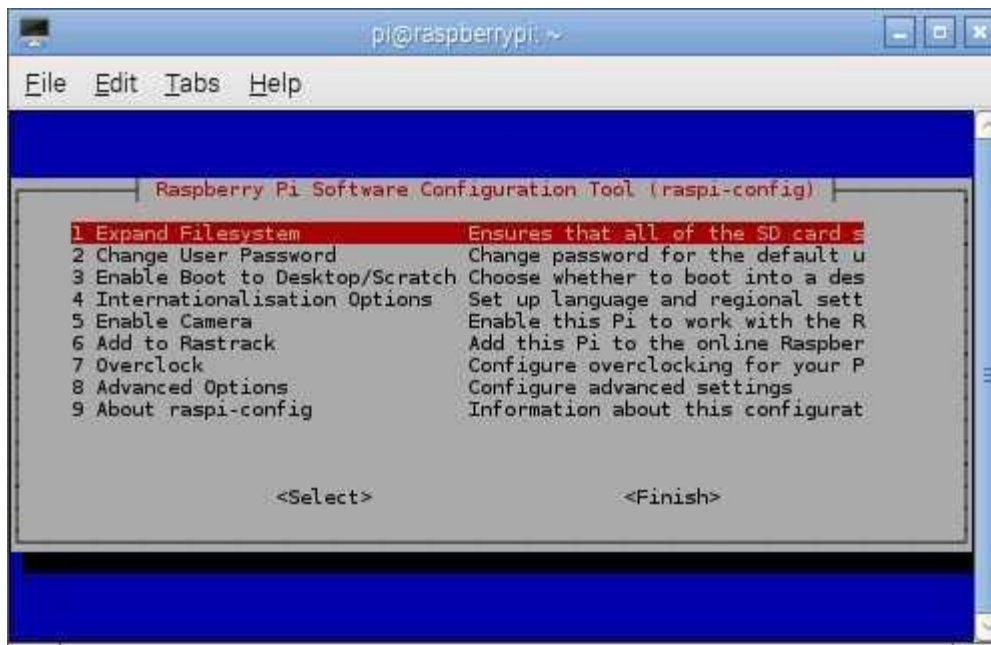 pi@raspberrypi: ~
File Edit Tabs Help
Raspberry Pi Software Configuration Tool (raspi-config)
1 Expand Filesystem Ensures that all of the SD card s
2 Change User Password Change password for the default u
3 Enable Boot to Desktop/Scratch Choose whether to boot into a des
4 Internationalisation Options Set up language and regional sett
5 Enable Camera Enable this Pi to work with the R
6 Add to Rastrack Add this Pi to the online Raspber
7 Overclock Configure overclocking for your P
8 Advanced Options Configure advanced settings
9 About raspi-config Information about this configurat
<Select> <Finish>